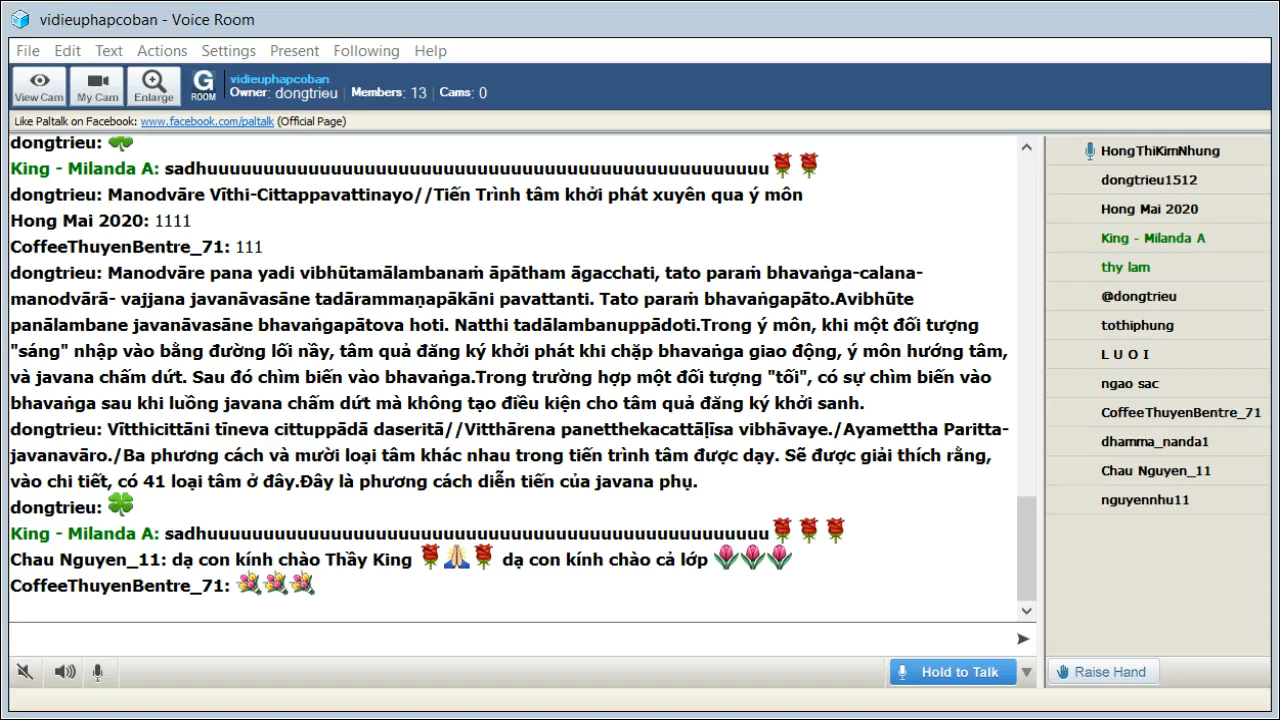 vidieuphapcoban - Voice Room
File Edit Text Actions Settings Present Following Help
View Cam My Cam Enlarge G ROOM
vidieuphapcoban
Owner: dongtrieu | Members: 13 | Cams: 0
Like Paltalk on Facebook: www.facebook.com/paltalk (Official Page)
dongtrieu: ☘
King - Milanda A: sadhuuuuuuuuuuuuuuuuuuuuuuuuuuuuuuuuuuuuuuuuuuuuuuuuuu🌹🌹
dongtrieu: Manodvāre Vīthi-Cittappavattinayo//Tiến Trình tâm khởi phát xuyên qua ý môn
Hong Mai 2020: 1111
CoffeeThuyenBentre_71: 111
dongtrieu: Manodvāre pana yadi vibhūtamālambanaṁ āpātham āgacchati, tato paraṁ bhavaṅga-calana-
manodvārā- vajjana javanāvasāne tadārammaṇapākāni pavattanti. Tato paraṁ bhavaṅgapāto.Avibhūte
panālambane javanāvasāne bhavaṅgapātova hoti. Natthi tadālambanuppādoti.Trong ý môn, khi một đối tượng
"sáng" nhập vào bằng đường lối nầy, tâm quả đăng ký khởi phát khi chặp bhavaṅga giao động, ý môn hướng tâm,
và javana chấm dứt. Sau đó chìm biến vào bhavaṅga.Trong trường hợp một đối tượng "tối", có sự chìm biến vào
bhavaṅga sau khi luồng javana chấm dứt mà không tạo điều kiện cho tâm quả đăng ký khởi sanh.
dongtrieu: Vītthicittāni tīneva cittuppādā daseritā//Vitthārena panetthekacattāḷīsa vibhāvaye./Ayamettha Paritta-
javanavāro./Ba phương cách và mười loại tâm khác nhau trong tiến trình tâm được dạy. Sẽ được giải thích rằng,
vào chi tiết, có 41 loại tâm ở đây.Đây là phương cách diễn tiến của javana phụ.
dongtrieu: 🍀
King - Milanda A: sadhuuuuuuuuuuuuuuuuuuuuuuuuuuuuuuuuuuuuuuuuuuuuuuuuuu🌹🌹🌹
Chau Nguyen_11: dạ con kính chào Thầy King 🌹🙏🌹 dạ con kính chào cả lớp 🌷🌷🌷
CoffeeThuyenBentre_71: 💐💐💐
Hold to Talk
HongThiKimNhung
dongtrieu1512
Hong Mai 2020
King - Milanda A
thy lam
@dongtrieu
tothiphung
L U O I
ngao sac
CoffeeThuyenBentre_71
dhamma_nanda1
Chau Nguyen_11
nguyennhu11
Raise Hand